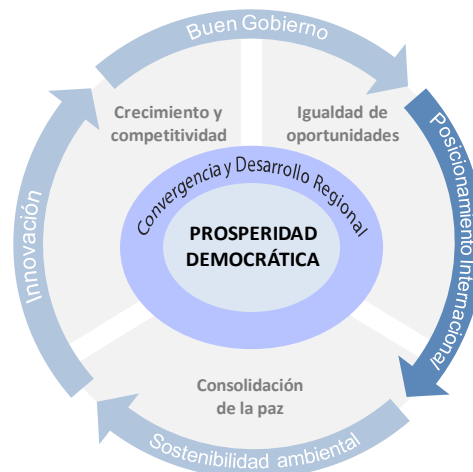 Buen Gobierno
Crecimiento y
competitividad
Igualdad de
oportunidades
Posicionamiento Internacional
Innovación
Convergencia y Desarrollo Regional
PROSPERIDAD
DEMOCRÁTICA
Consolidación
de la paz
Sostenibilidad ambiental